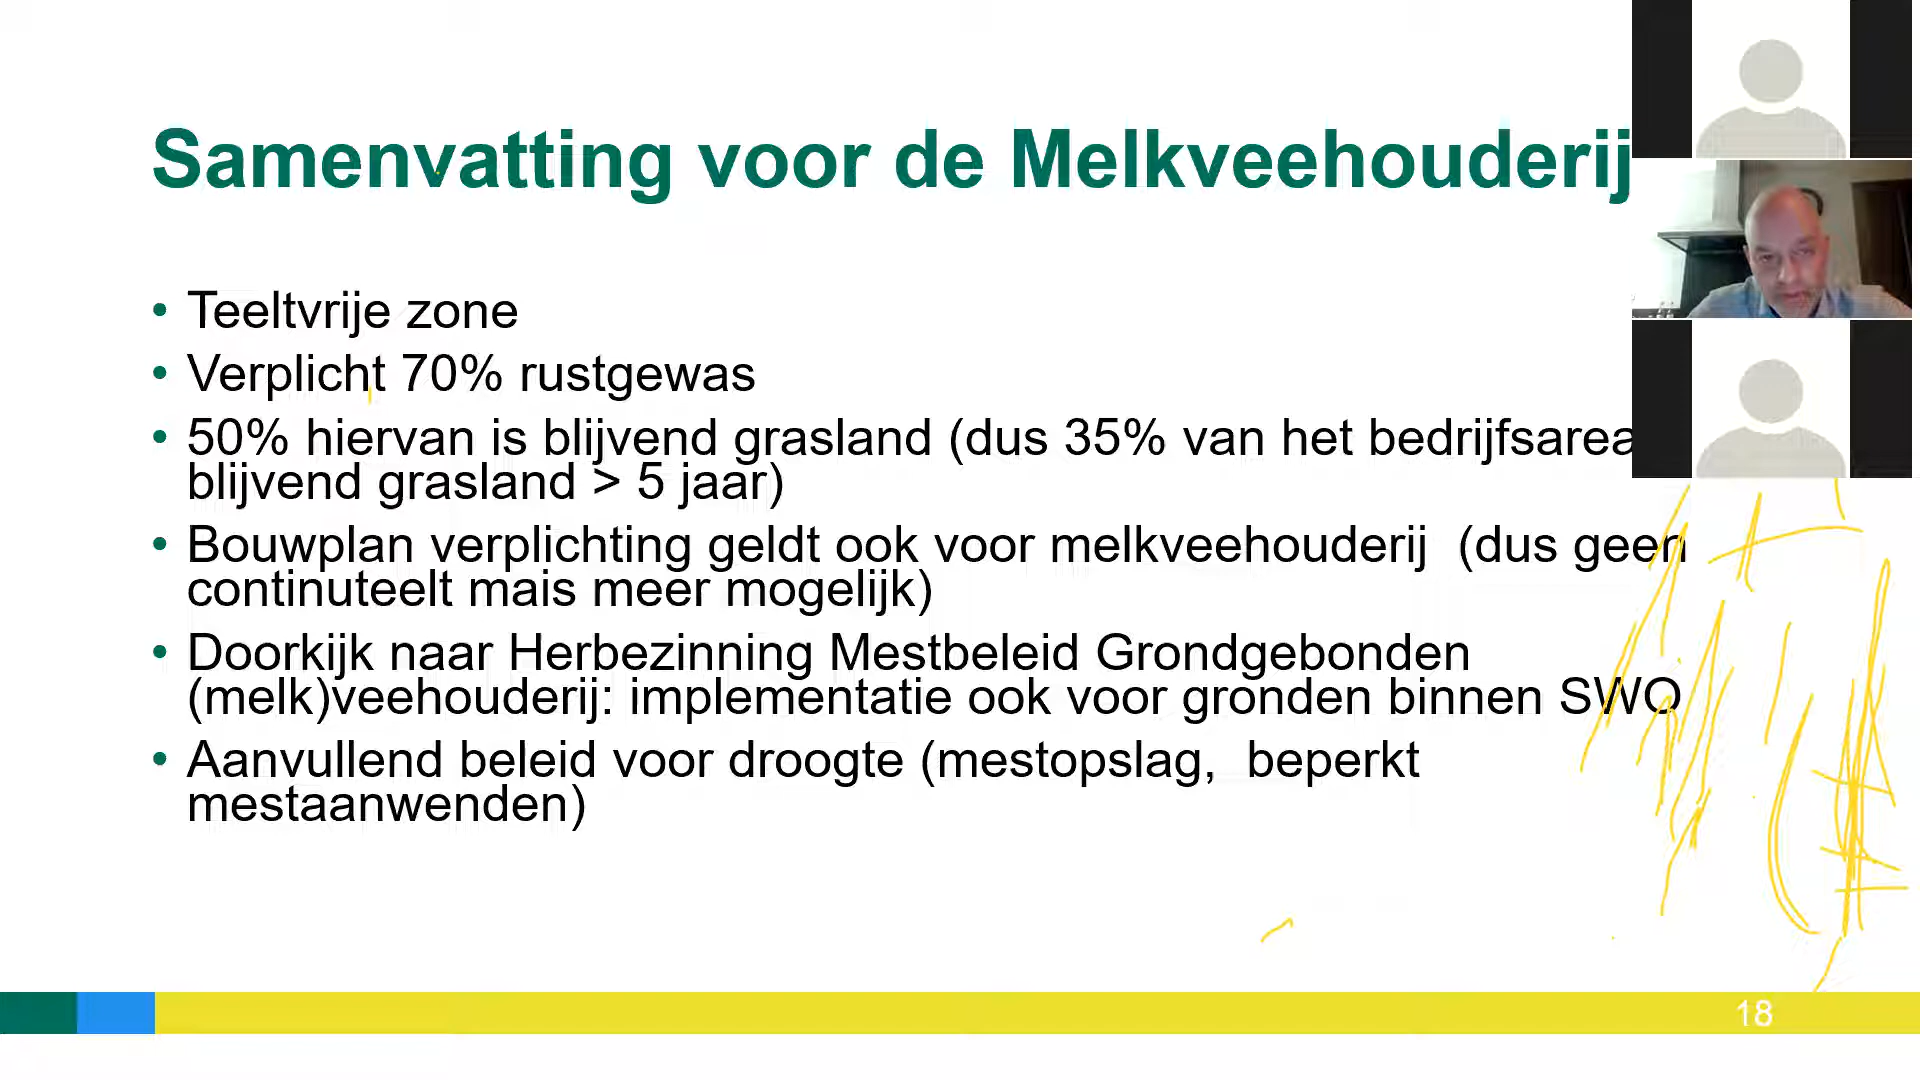 Samenvatting voor de Melkveehouderij
• Teeltvrije zone
• Verplicht 70% rustgewas
• 50% hiervan is blijvend grasland (dus 35% van het bedrijfsarea
blijvend grasland > 5 jaar)
• Bouwplan verplichting geldt ook voor melkveehouderij (dus geen
continuteelt mais meer mogelijk)
• Doorkijk naar Herbezinning Mestbeleid Grondgebonden
(melk)veehouderij: implementatie ook voor gronden binnen SWO
• Aanvullend beleid voor droogte (mestopslag, beperkt
mestaanwenden)
18